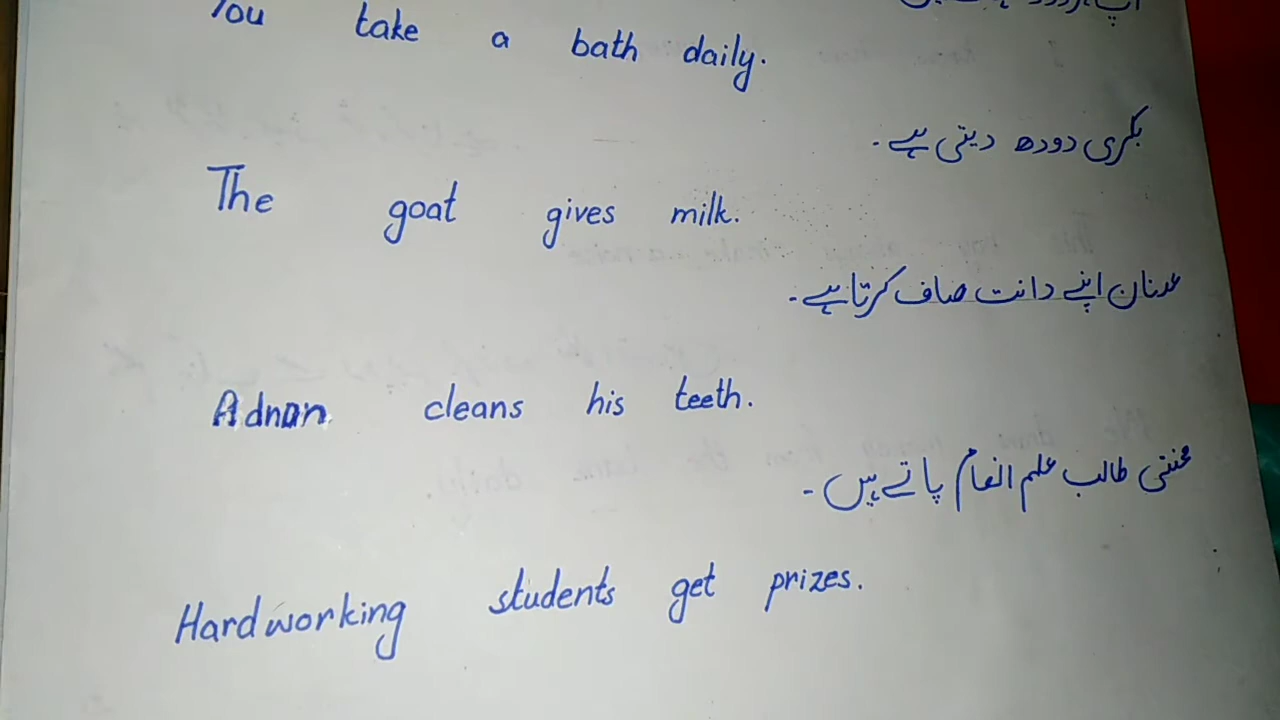 You take a bath daily.
بکری دودھ دیتی ہے۔
The goat gives milk.
عدنان اپنے دانت صاف کرتا ہے۔
Adnan cleans his teeth.
محنتی طالب علم انعام پاتے ہیں۔
Hardworking students get prizes.